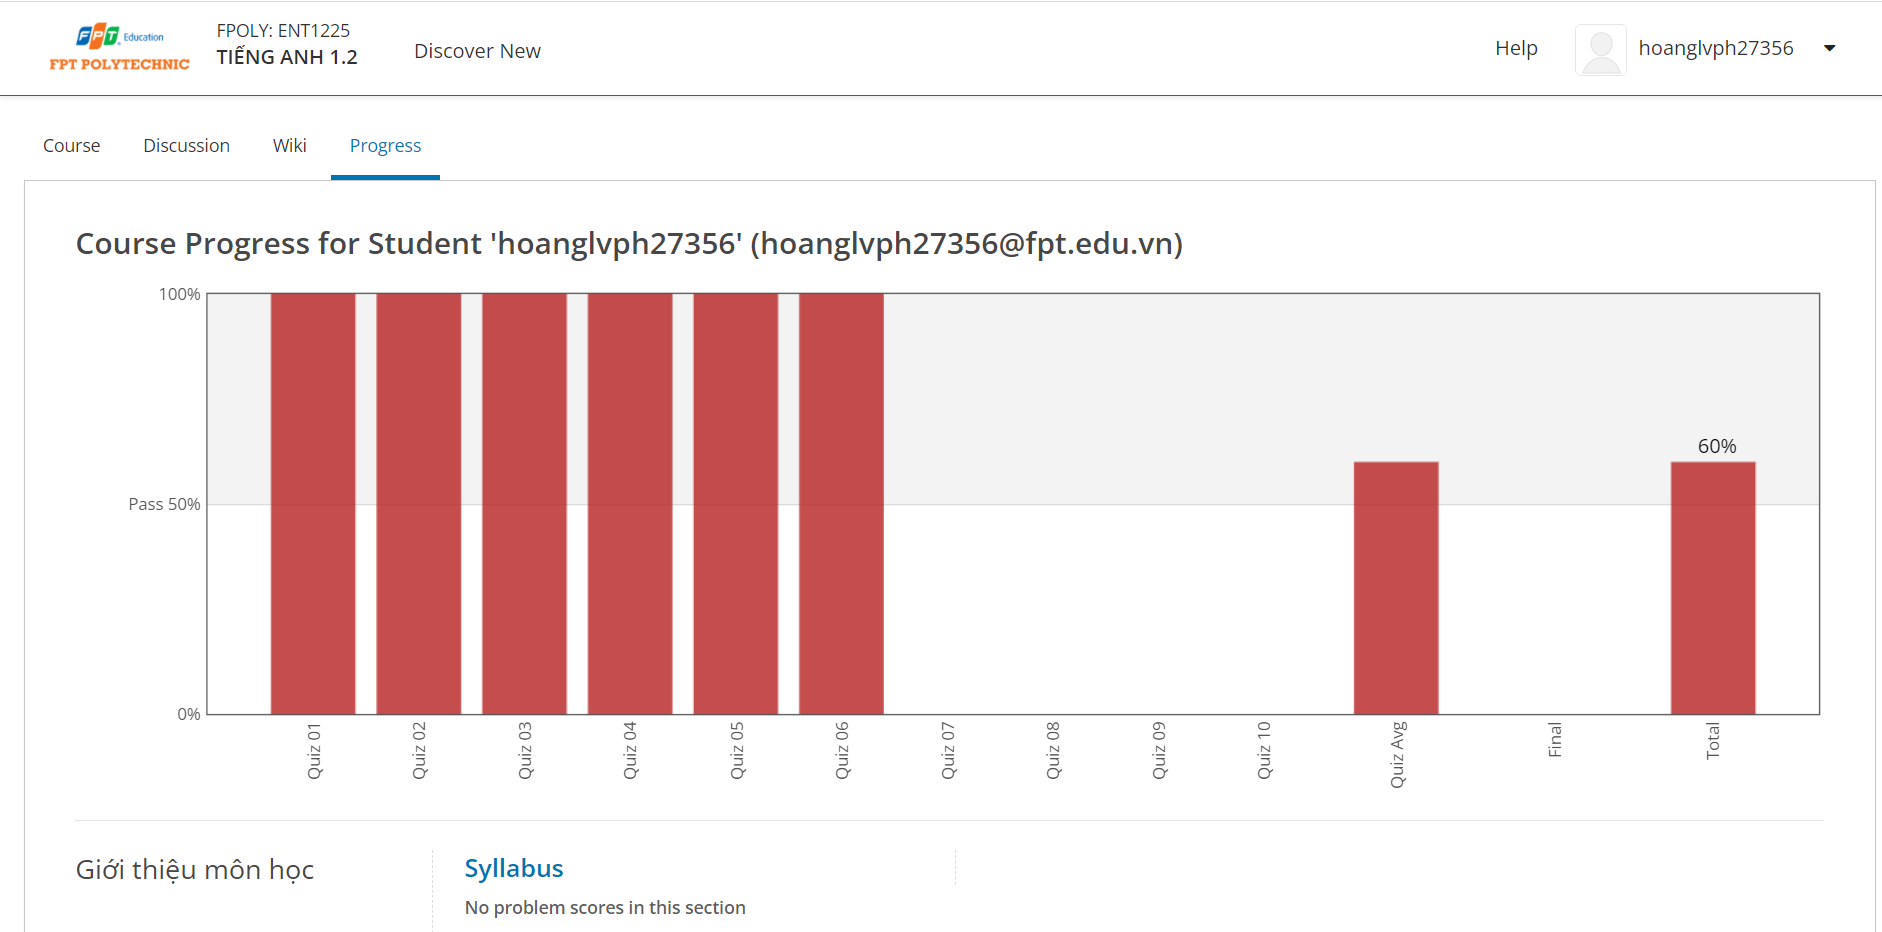 FPT Education
FPT POLYTECHNIC
FPOLY: ENT1225
TIẾNG ANH 1.2
Discover New
Help
hoanglvph27356
Course
Discussion
Wiki
Progress
Course Progress for Student 'hoanglvph27356' (hoanglvph27356@fpt.edu.vn)
100%
Pass 50%
0%
60%
Quiz 01
Quiz 02
Quiz 03
Quiz 04
Quiz 05
Quiz 06
Quiz 07
Quiz 08
Quiz 09
Quiz 10
Quiz Avg
Final
Total
Giới thiệu môn học
Syllabus
No problem scores in this section